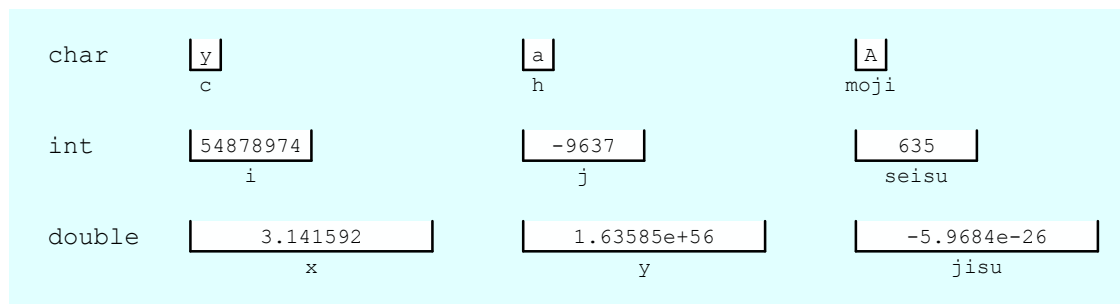 char y a A
c h moji
int 54878974 -9637 635
i j seisu
double 3.141592 1.63585e+56 -5.9684e-26
x y jisu